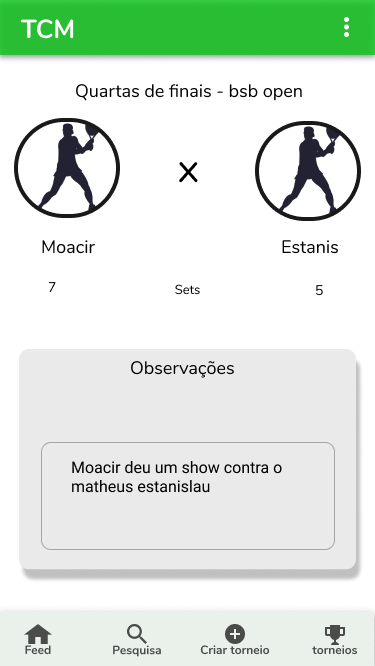 TCM
Quartas de finais - bsb open
Moacir
Estanis
7
Sets
5
Observações
Moacir deu um show contra o
matheus estanislau
Feed
Pesquisa
Criar torneio
torneios